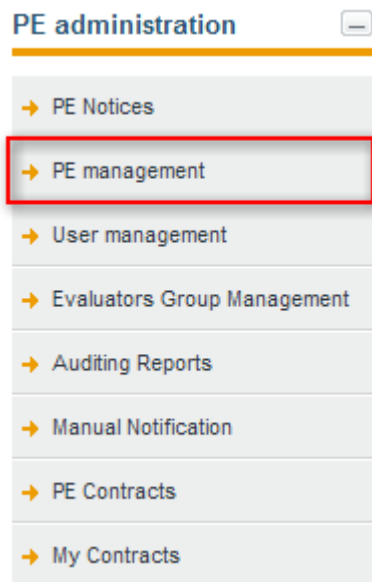 PE administration
PE Notices
PE management
User management
Evaluators Group Management
Auditing Reports
Manual Notification
PE Contracts
My Contracts